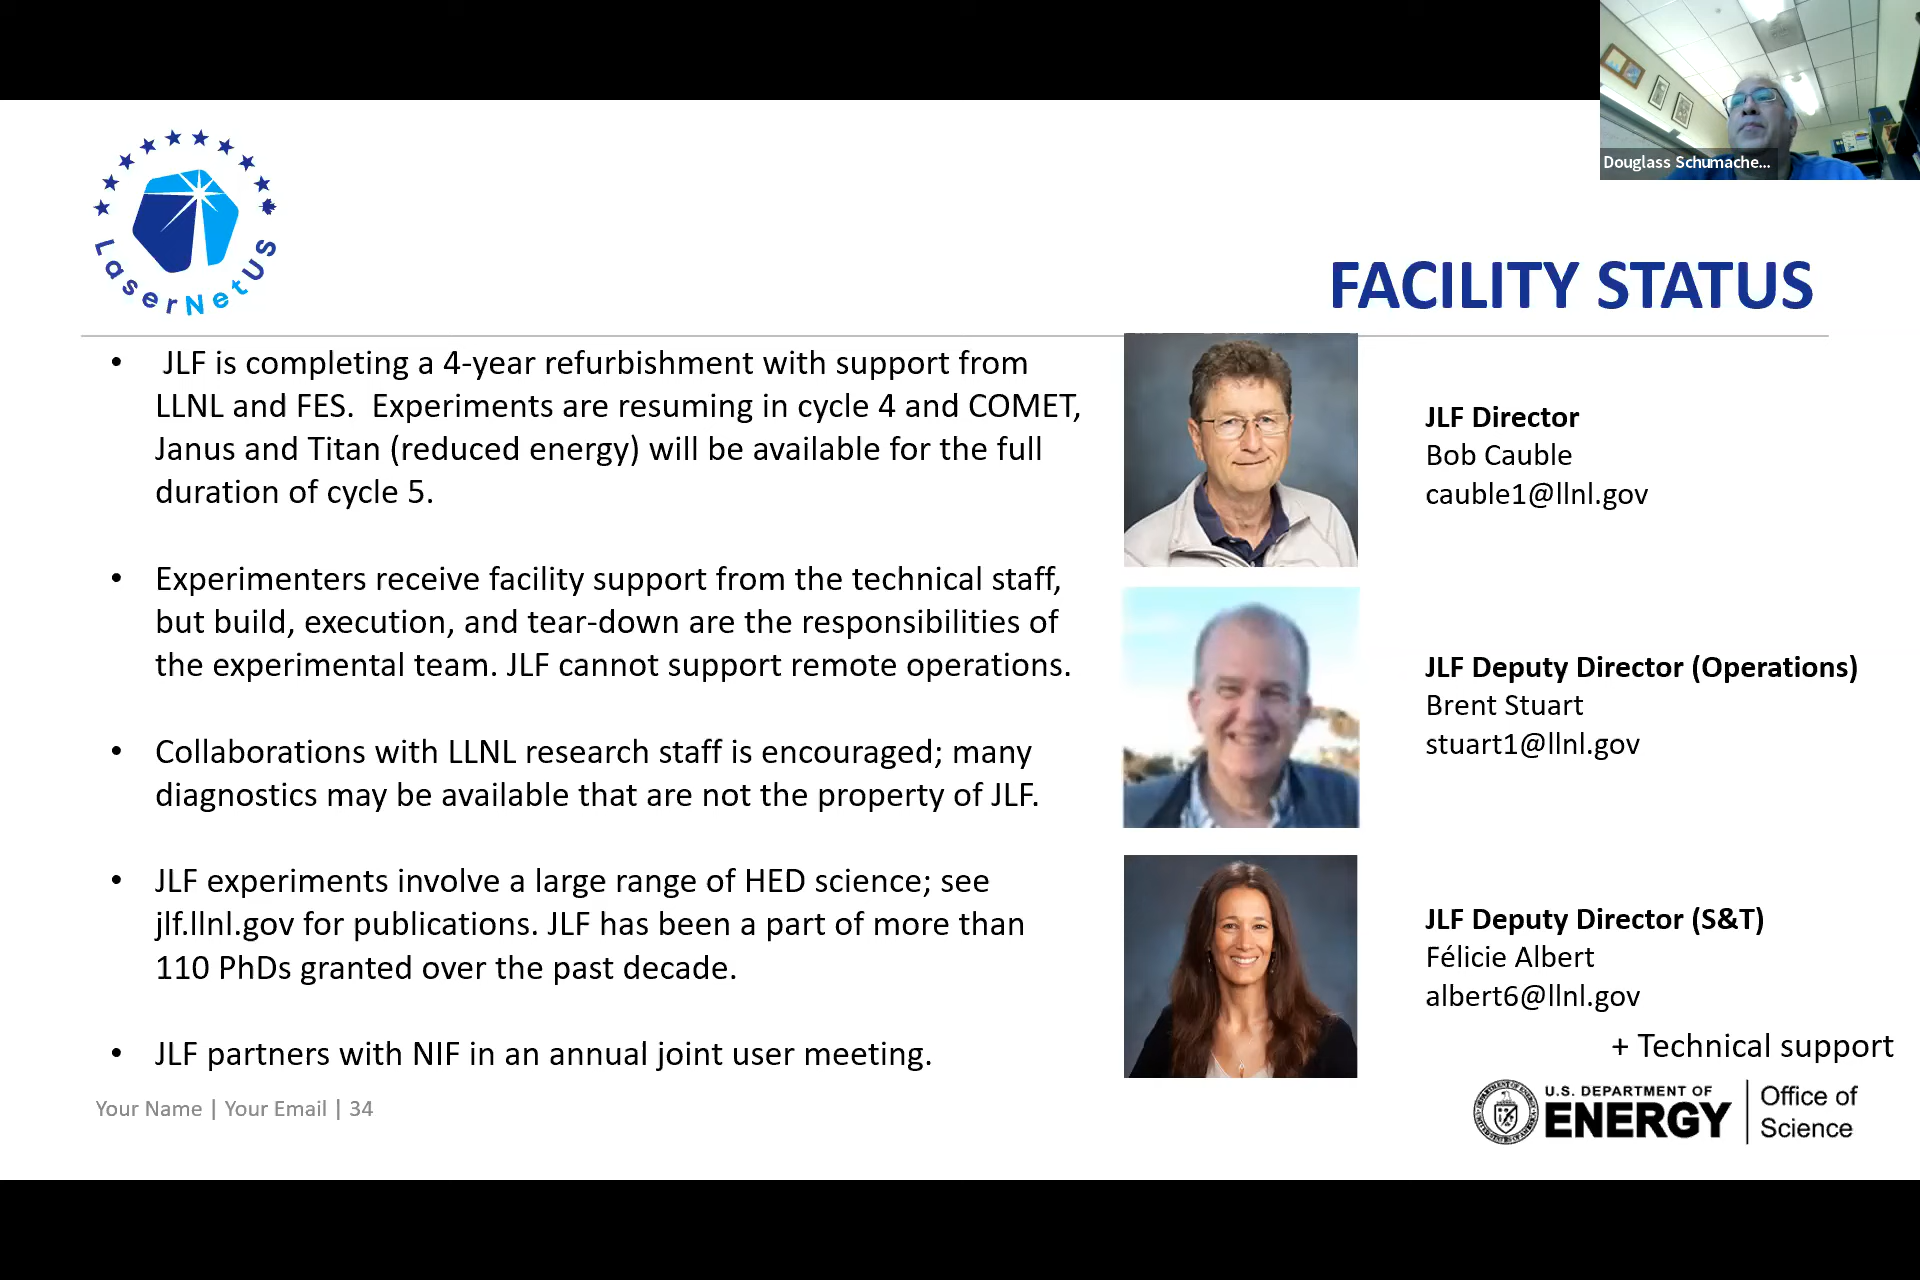 Douglass Schumache...
LaserNetUS
FACILITY STATUS
• JLF is completing a 4-year refurbishment with support from
LLNL and FES.  Experiments are resuming in cycle 4 and COMET,
Janus and Titan (reduced energy) will be available for the full
duration of cycle 5.
• Experimenters receive facility support from the technical staff,
but build, execution, and tear-down are the responsibilities of
the experimental team. JLF cannot support remote operations.
• Collaborations with LLNL research staff is encouraged; many
diagnostics may be available that are not the property of JLF.
• JLF experiments involve a large range of HED science; see
jlf.llnl.gov for publications. JLF has been a part of more than
110 PhDs granted over the past decade.
• JLF partners with NIF in an annual joint user meeting.
JLF Director
Bob Cauble
cauble1@llnl.gov
JLF Deputy Director (Operations)
Brent Stuart
stuart1@llnl.gov
JLF Deputy Director (S&T)
Félicie Albert
albert6@llnl.gov
+ Technical support
Your Name | Your Email | 34
U.S. DEPARTMENT OF
ENERGY
Office of
Science